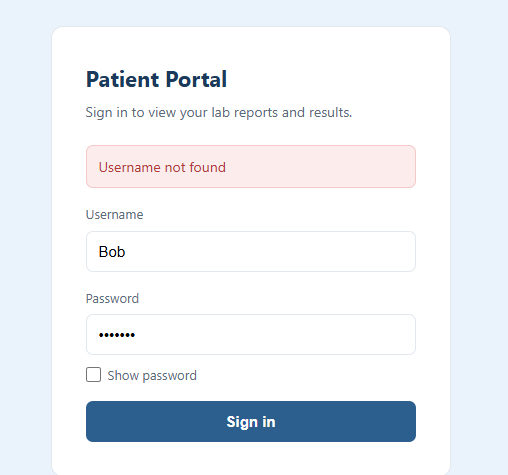 Patient Portal
Sign in to view your lab reports and results.
Username not found
Username
Bob
Password
•••••••
Show password
Sign in